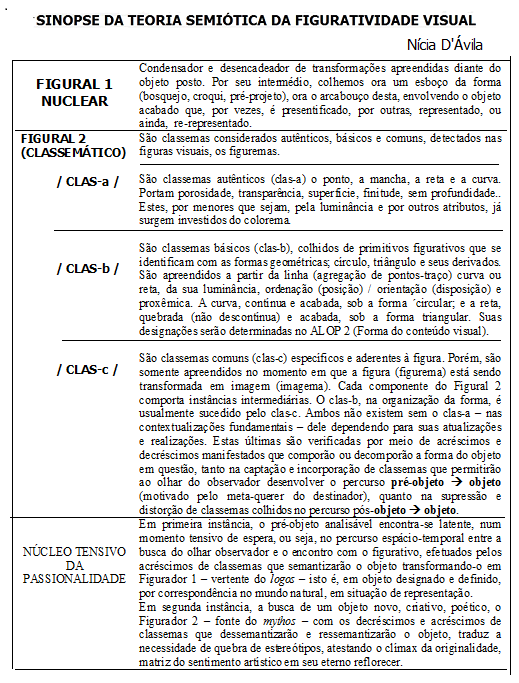 SINOPSE DA TEORIA SEMIÓTICA DA FIGURATIVIDADE VISUAL
Nícia D'Ávila
FIGURAL 1
NUCLEAR
Condensador e desencadeador de transformações apreendidas diante do
objeto posto. Por seu intermédio, colhemos ora um esboço da forma
(bosquejo, croqui, pré-projeto), ora o arcabouço desta, envolvendo o objeto
acabado que, por vezes, é presentificado, por outras, representado, ou
ainda, re-representado.
FIGURAL 2
(CLASSEMÁTICO)
São classemas considerados autênticos, básicos e comuns, detectados nas
figuras visuais, os figuremas.
/ CLAS-a /
São classemas autênticos (clas-a) o ponto, a mancha, a reta e a curva.
Portam porosidade, transparência, superfície, finitude, sem profundidade..
Estes, por menores que sejam, pela luminância e por outros atributos, já
surgem investidos do colorema.
/ CLAS-b /
São classemas básicos (clas-b), colhidos de primitivos figurativos que se
identificam com as formas geométricas; circulo, triângulo e seus derivados.
São apreendidos a partir da linha (agregação de pontos-traço) curva ou
reta, da sua luminância, ordenação (posição) / orientação (disposição) e
proxêmica. A curva, contínua e acabada, sob a forma ´circular; e a reta,
quebrada (não descontínua) e acabada, sob a forma triangular. Suas
designações serão determinadas no ALOP 2 (Forma do conteúdo visual).
/ CLAS-c /
São classemas comuns (clas-c) específicos e aderentes à figura. Porém, são
somente apreendidos no momento em que a figura (figurema) está sendo
transformada em imagem (imagema). Cada componente do Figural 2
comporta instâncias intermediárias. O clas-b, na organização da forma, é
usualmente sucedido pelo clas-c. Ambos não existem sem o clas-a – nas
contextualizações fundamentais – dele dependendo para suas atualizações
e realizações. Estas últimas são verificadas por meio de acréscimos e
decréscimos manifestados que comporão ou decomporão a forma do objeto
em questão, tanto na captação e incorporação de classemas que permitirão
ao olhar do observador desenvolver o percurso pré-objeto → objeto
(motivado pelo meta-querer do destinador), quanto na supressão e
distorção de classemas colhidos no percurso pós-objeto → objeto.
NÚCLEO TENSIVO
DA
PASSIONALIDADE
Em primeira instância, o pré-objeto analisável encontra-se latente, num
momento tensivo de espera, ou seja, no percurso espácio-temporal entre a
busca do olhar observador e o encontro com o figurativo, efetuados pelos
acréscimos de classemas que semantizarão o objeto transformando-o em
Figurador 1 – vertente do logos – isto é, em objeto designado e definido,
por correspondência no mundo natural, em situação de representação.
Em segunda instância, a busca de um objeto novo, criativo, poético, o
Figurador 2 – fonte do mythos – com os decréscimos e acréscimos de
classemas que dessemantizarão e ressemantizarão o objeto, traduz a
necessidade de quebra de estereótipos, atestando o clímax da originalidade,
matriz do sentimento artístico em seu eterno reflorecer.